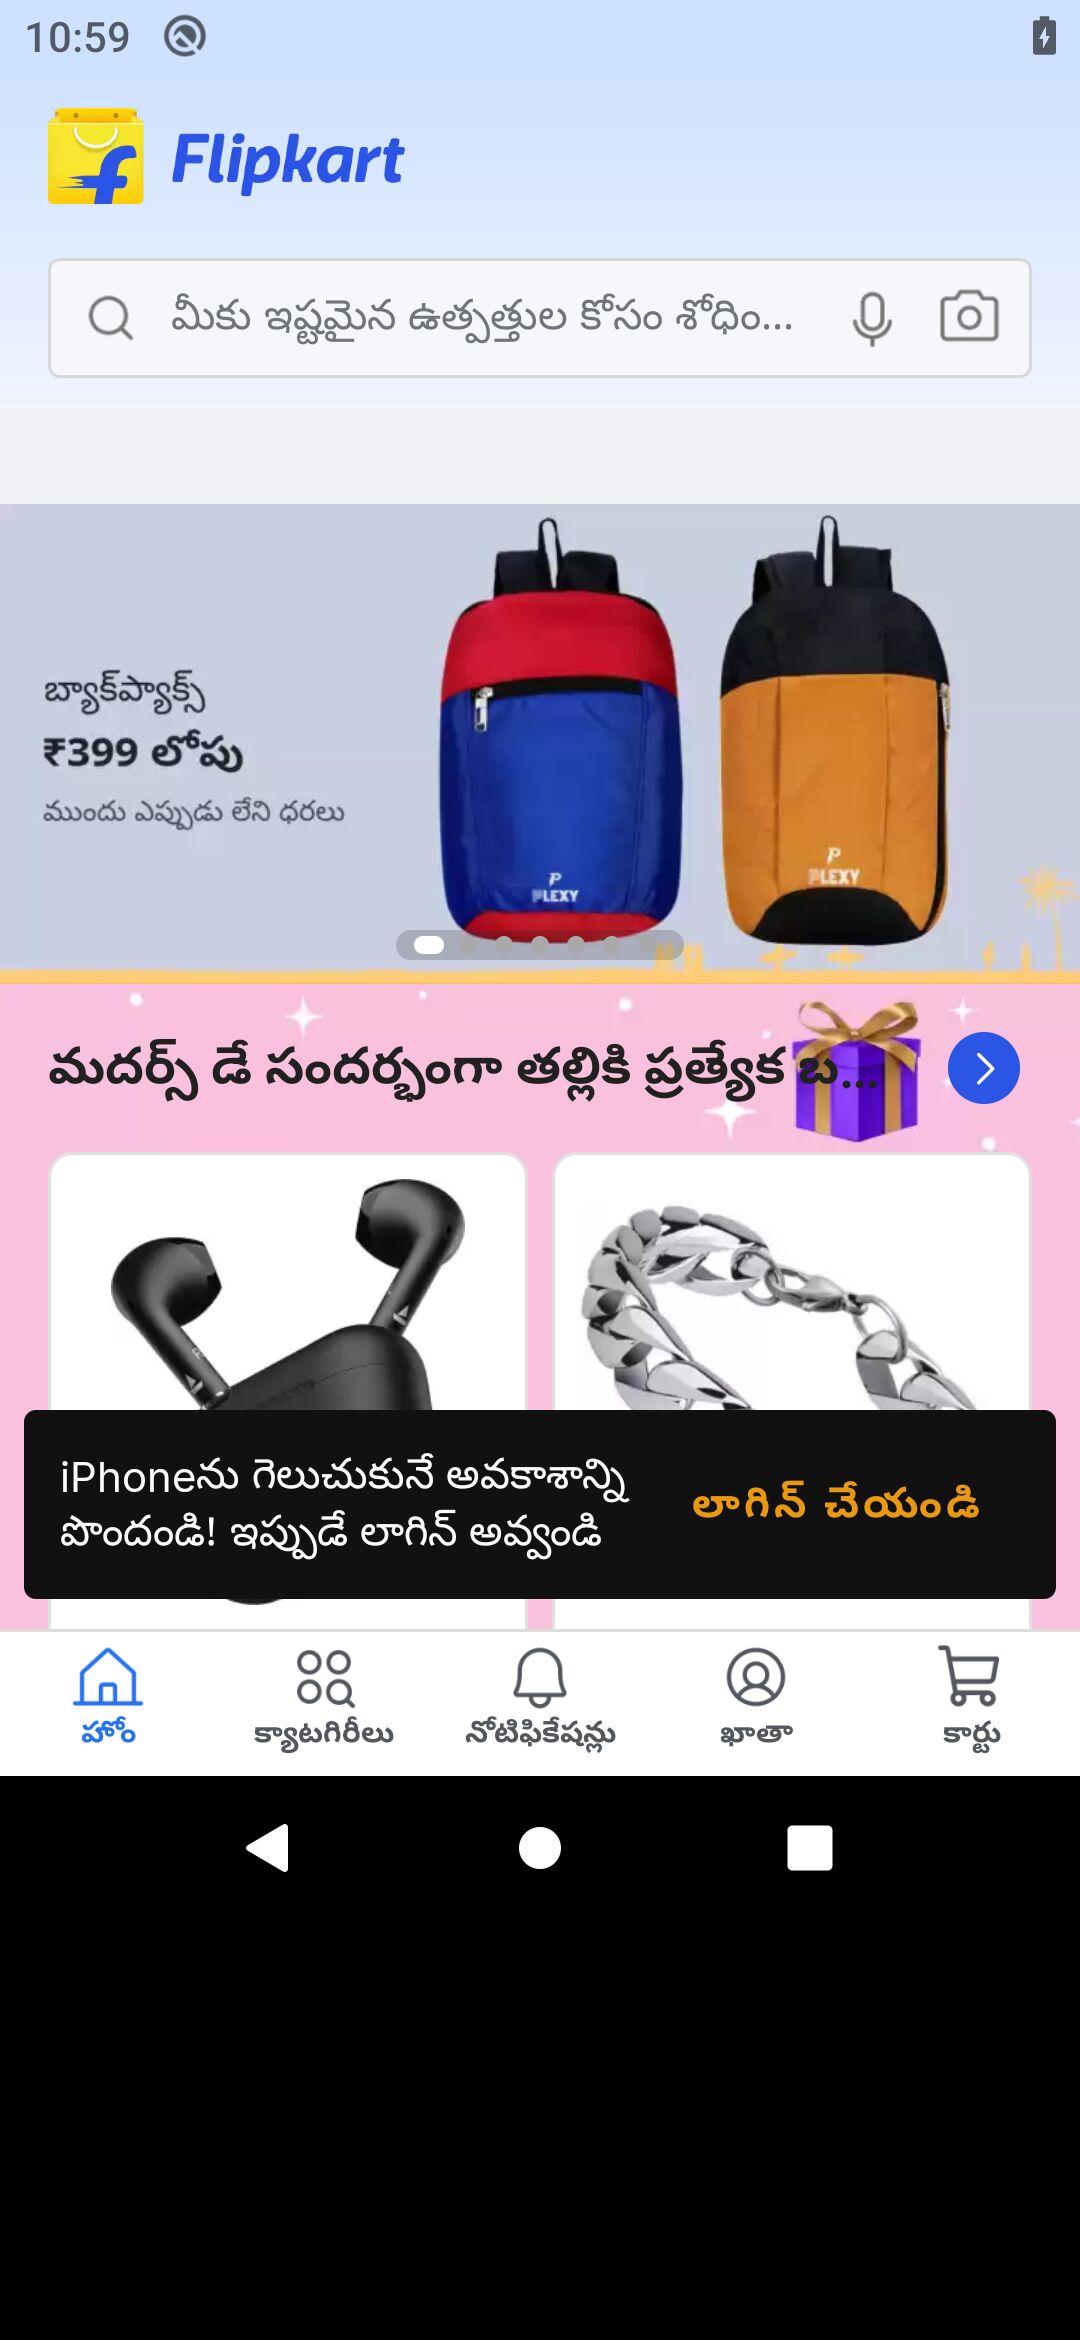 10:59
Flipkart
మీకు ఇష్టమైన ఉత్పత్తుల కోసం శోధిం...
బ్యాక్‌ప్యాక్స్
₹399 లోపు
ముందు ఎప్పుడు లేని ధరలు
P
PLEXY
P
PLEXY
మదర్స్ డే సందర్భంగా తల్లికి ప్రత్యేక బ...
iPhoneను గెలుచుకునే అవకాశాన్ని
పొందండి! ఇప్పుడే లాగిన్ అవ్వండి
లాగిన్ చేయండి
హోం
క్యాటగిరీలు
నోటిఫికేషన్లు
ఖాతా
కార్టు